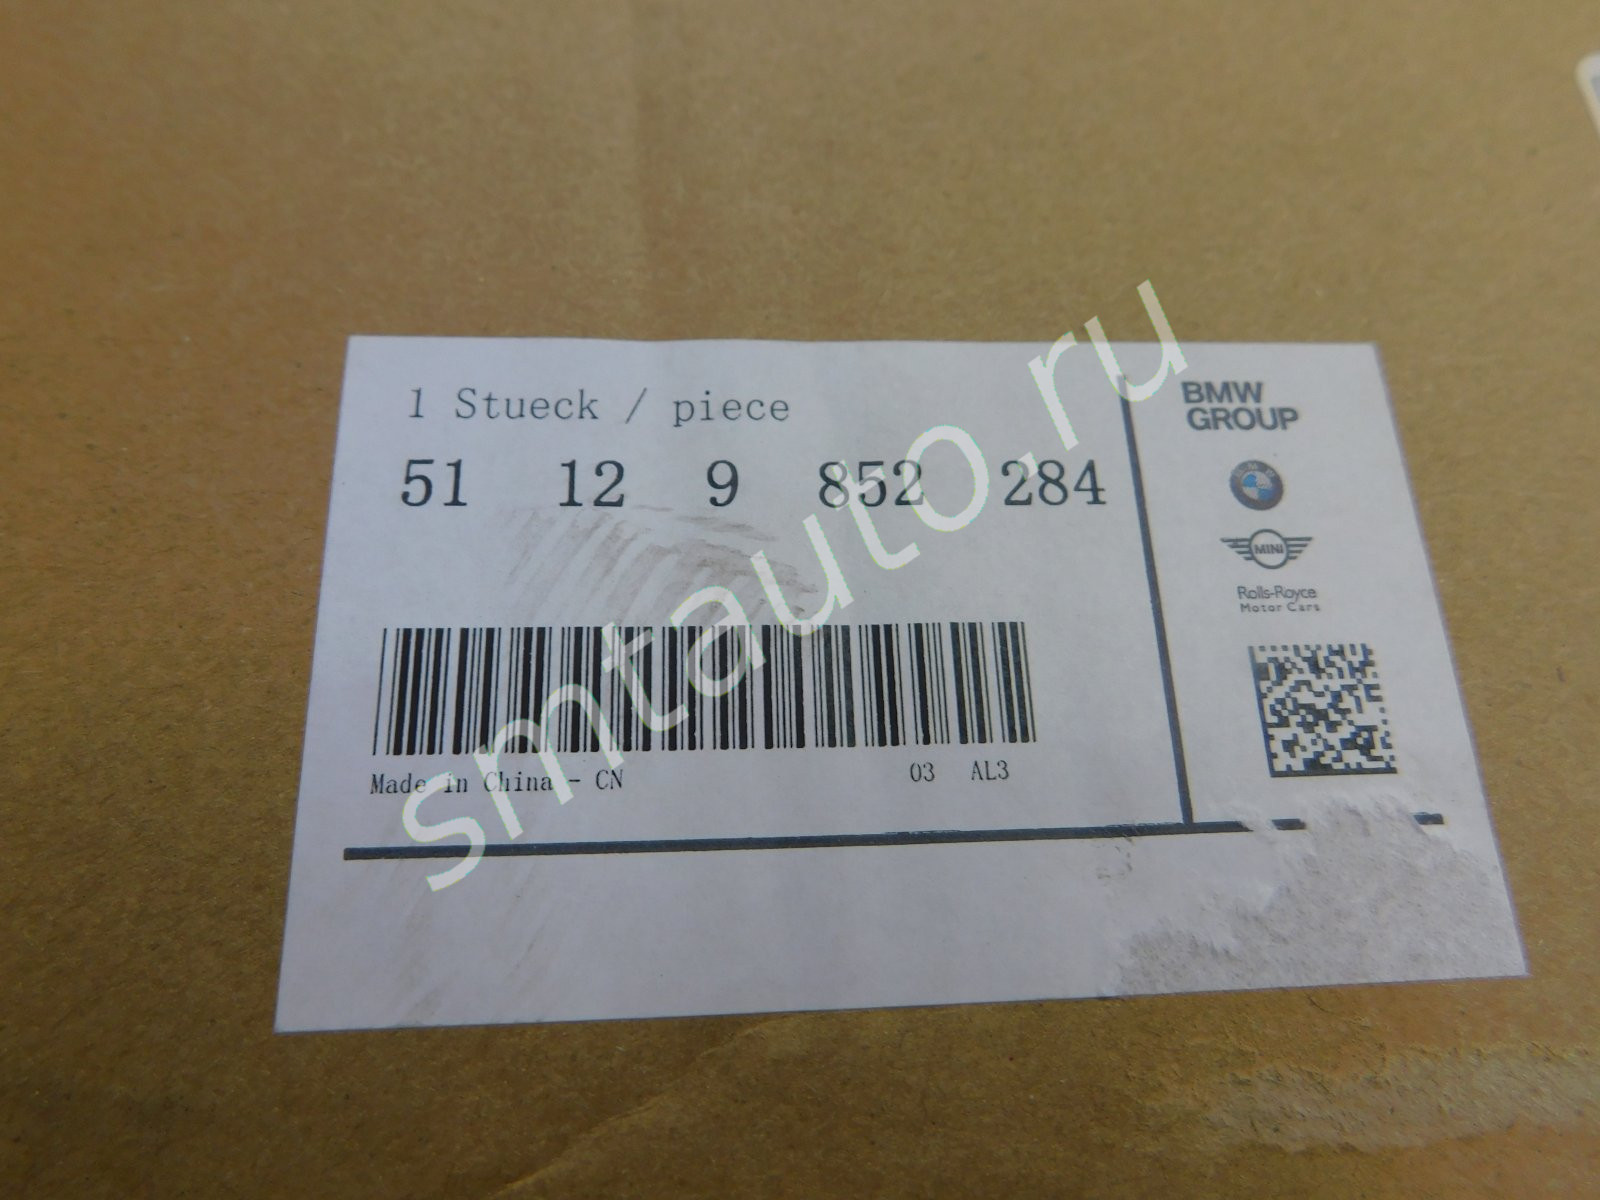 1 Stueck / piece
51 12 9 852 284
Made in China - CN
03 AL3
BMW
GROUP
BMW
MINI
Rolls-Royce
Motor Cars
smtauto.ru